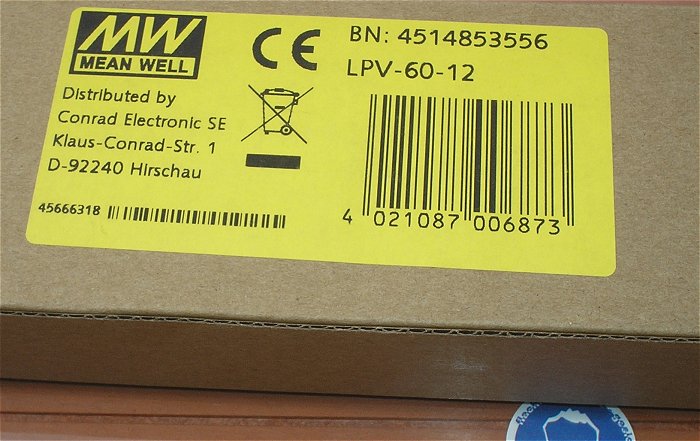 MW
MEAN WELL
CE
BN: 4514853556
LPV-60-12
Distributed by
Conrad Electronic SE
Klaus-Conrad-Str. 1
D-92240 Hirschau
45666318
4 021087 006873